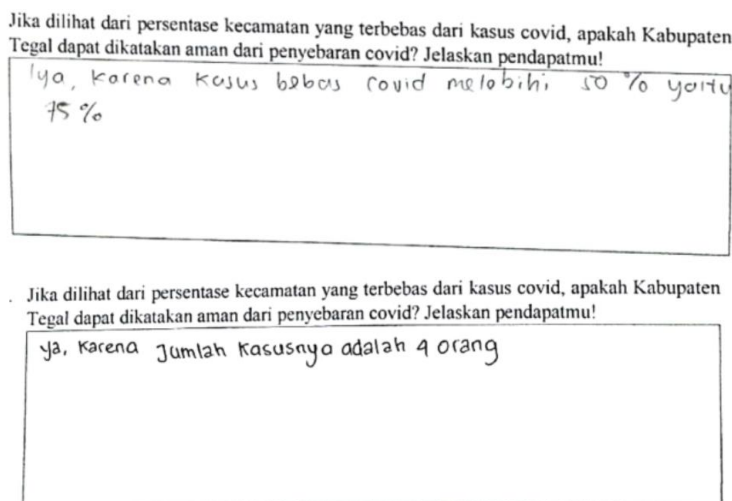 Jika dilihat dari persentase kecamatan yang terbebas dari kasus covid, apakah Kabupaten
Tegal dapat dikatakan aman dari penyebaran covid? Jelaskan pendapatmu!
Iya, karena kasus bebas covid melebihi 50 % yaitu
75 %
. Jika dilihat dari persentase kecamatan yang terbebas dari kasus covid, apakah Kabupaten
Tegal dapat dikatakan aman dari penyebaran covid? Jelaskan pendapatmu!
ya, karena jumlah kasusnya adalah 9 orang